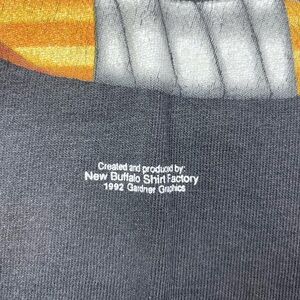 Created and produced by:
New Buffalo Shirt Factory
1992 Gardner Graphics